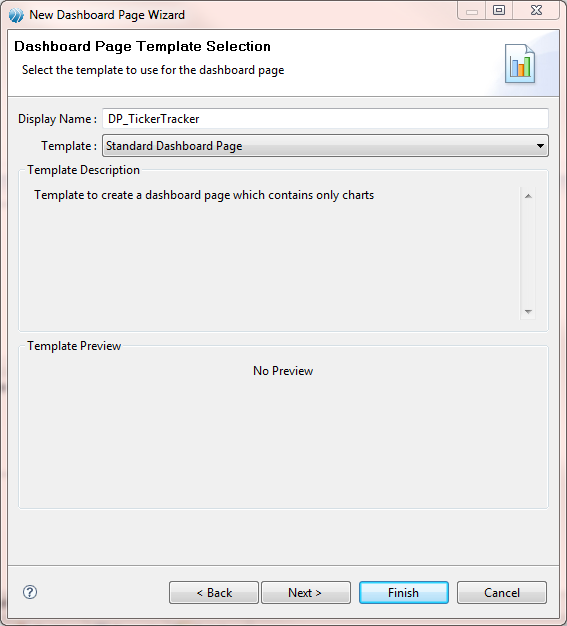 New Dashboard Page Wizard
Dashboard Page Template Selection
Select the template to use for the dashboard page
Display Name : DP_TickerTracker
Template : Standard Dashboard Page
Template Description
Template to create a dashboard page which contains only charts
Template Preview
No Preview
? < Back Next > Finish Cancel